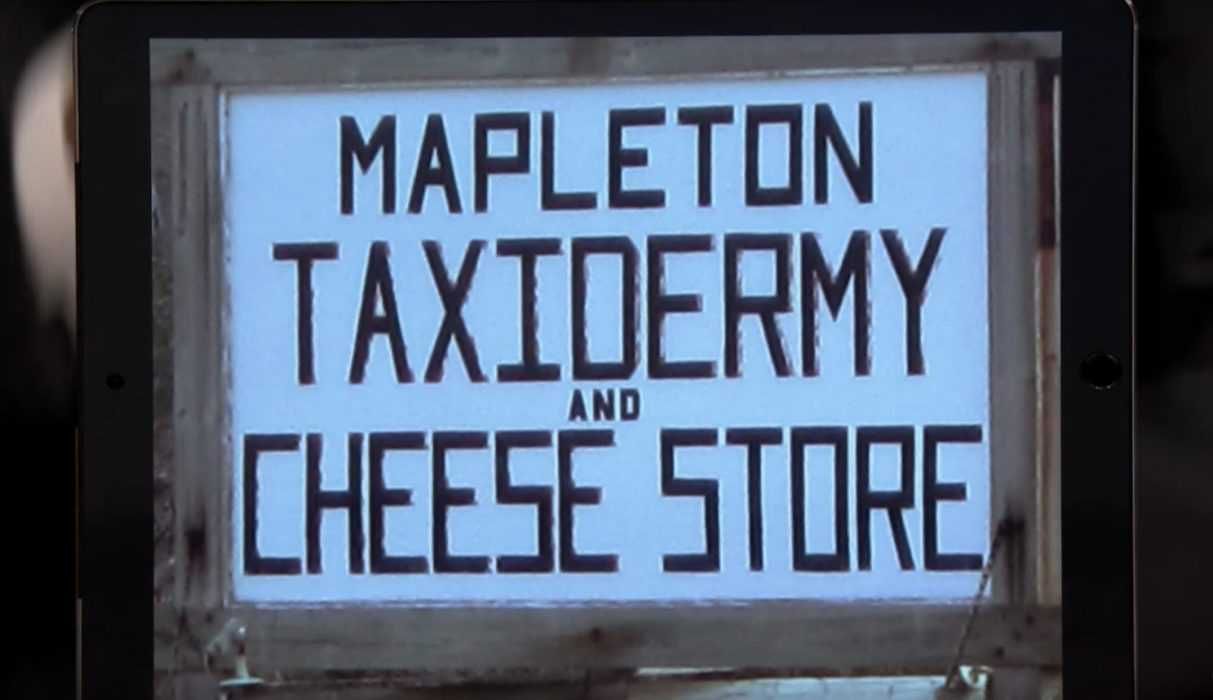 MAPLETON
TAXIDERMY
AND
CHEESE STORE